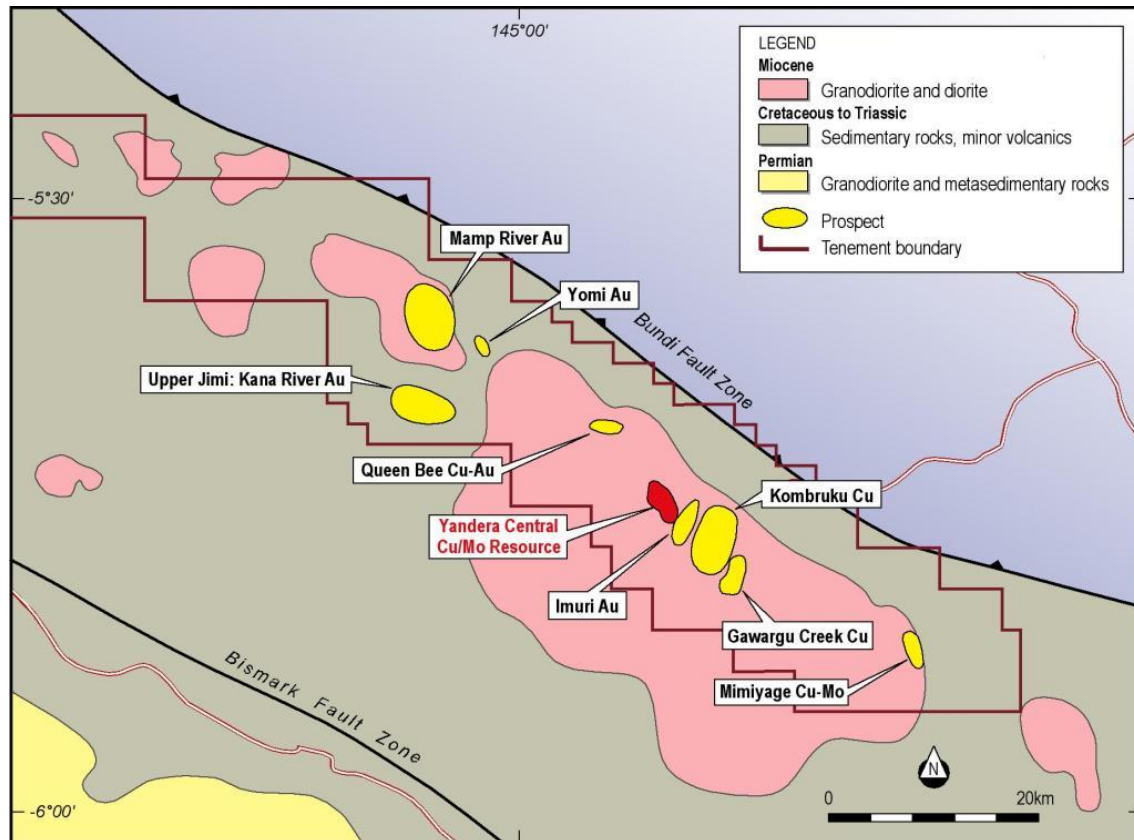 145°00'
LEGEND
Miocene
Granodiorite and diorite
Cretaceous to Triassic
Sedimentary rocks, minor volcanics
Permian
Granodiorite and metasedimentary rocks
Prospect
Tenement boundary
-5°30'
Mamp River Au
Yomi Au
Bundi Fault Zone
Upper Jimi: Kana River Au
Queen Bee Cu-Au
Kombruku Cu
Yandera Central
Cu/Mo Resource
Imuri Au
Gawargu Creek Cu
Mimiyage Cu-Mo
Bismark Fault Zone
N
0 20km
-6°00'